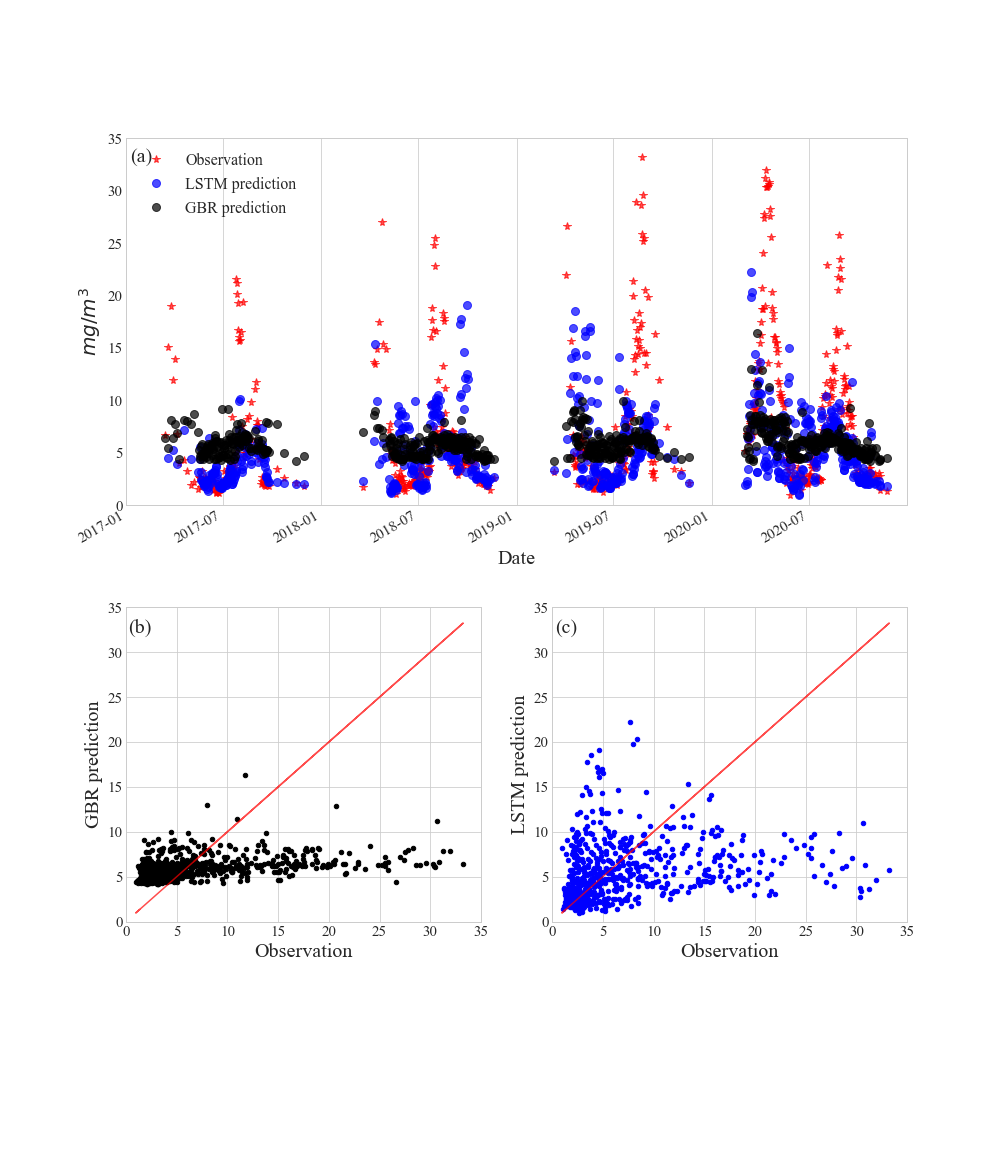 (a)
Observation
LSTM prediction
GBR prediction
35
30
25
20
15
10
5
0
mg/m³
2017-01
2017-07
2018-01
2018-07
2019-01
2019-07
2020-01
2020-07
Date
(b)
35
30
25
20
15
10
5
0
GBR prediction
0 5 10 15 20 25 30 35
Observation
(c)
35
30
25
20
15
10
5
0
LSTM prediction
0 5 10 15 20 25 30 35
Observation